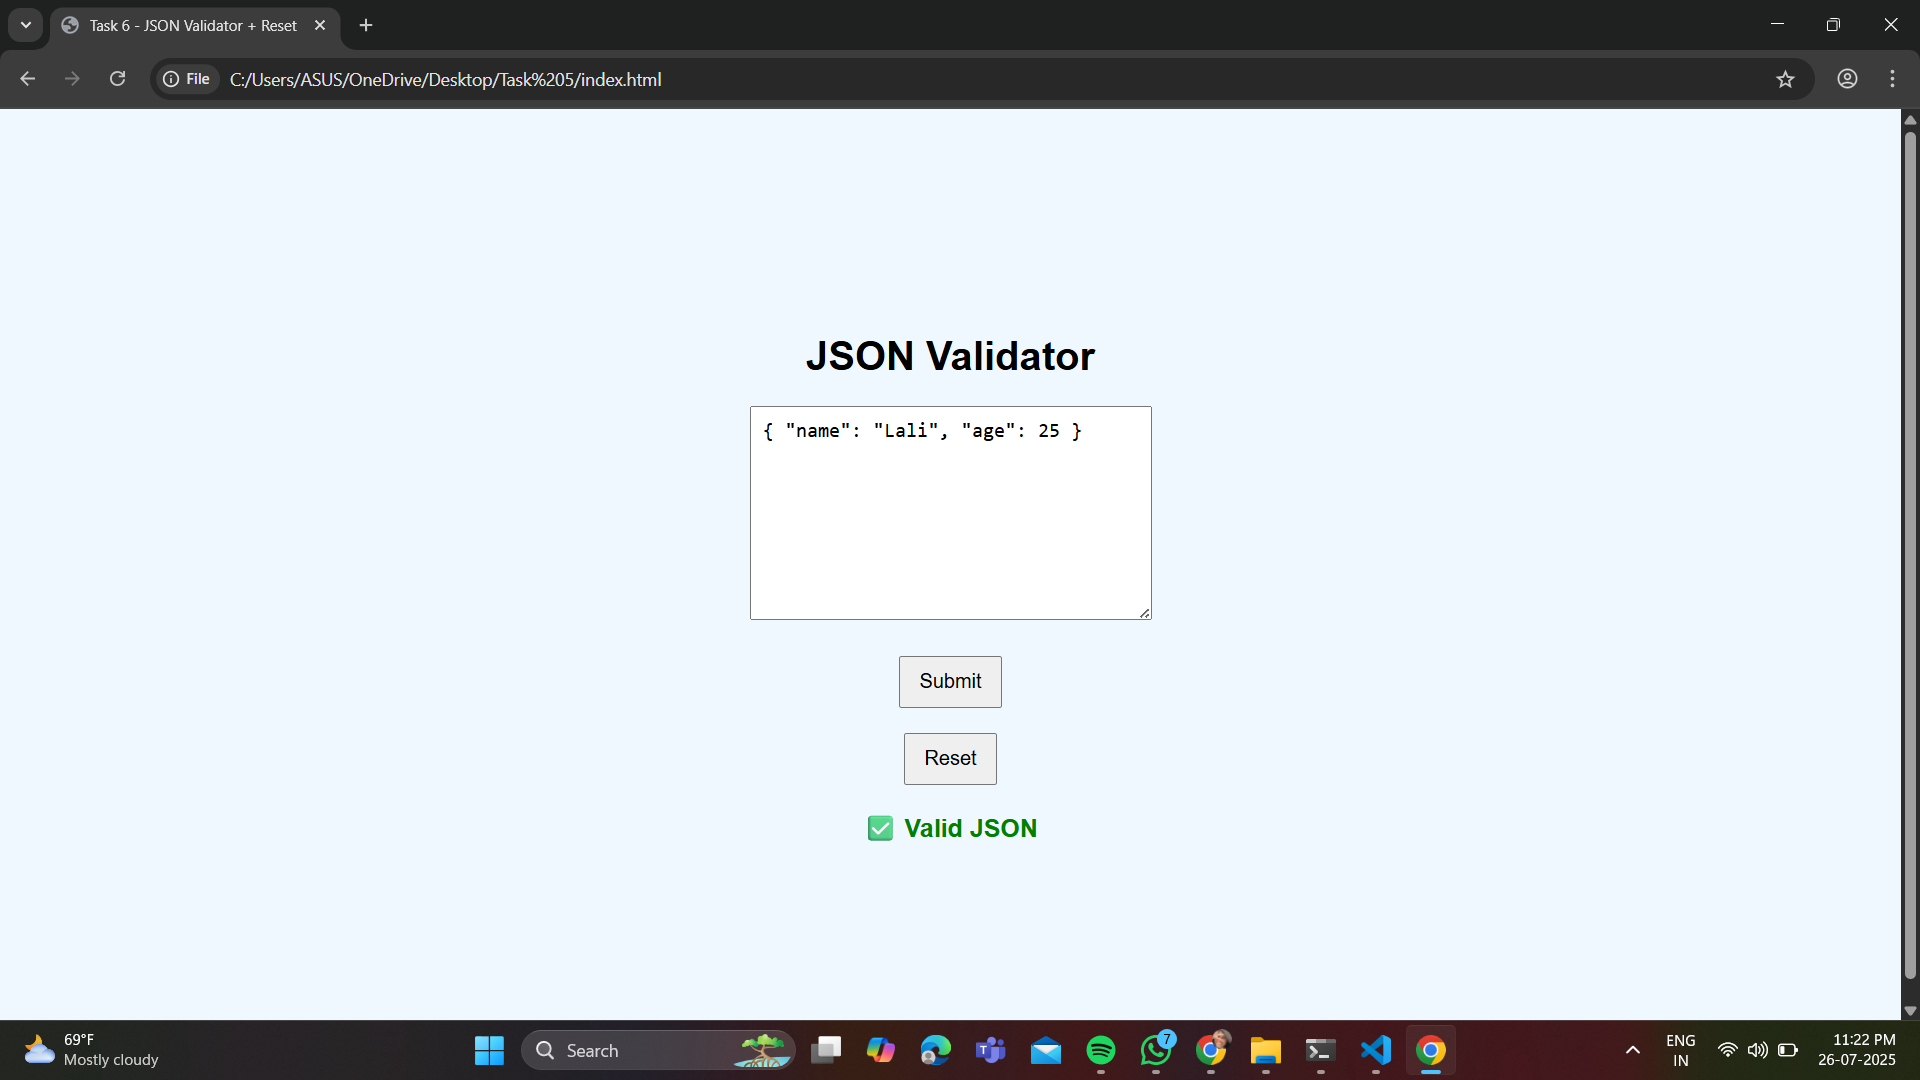 Task 6 - JSON Validator + Reset
File
C:/Users/ASUS/OneDrive/Desktop/Task%205/index.html
JSON Validator
{ "name": "Lali", "age": 25 }
Submit
Reset
✅ Valid JSON
69°F
Mostly cloudy
Search
7
ENG
IN
11:22 PM
26-07-2025